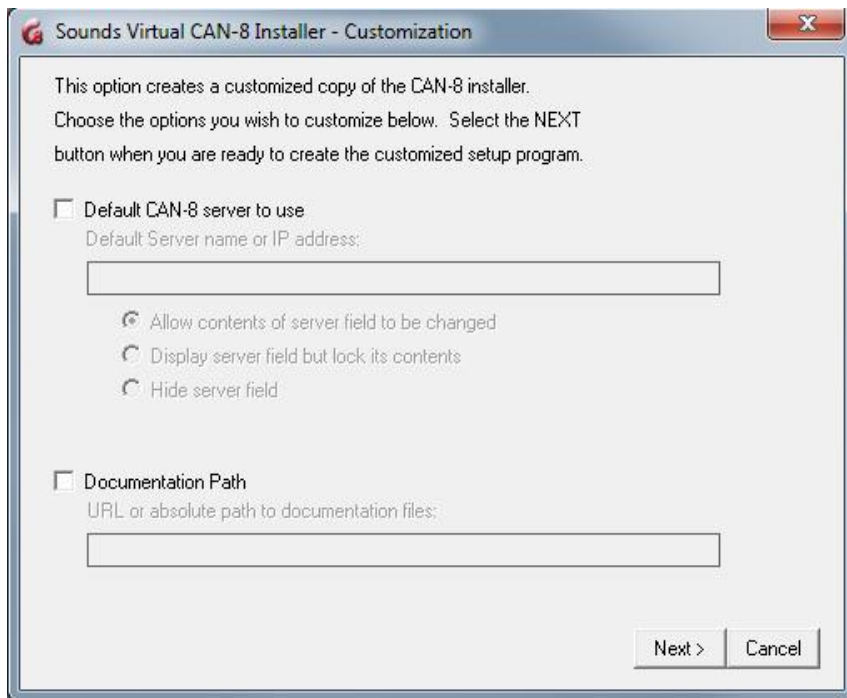 Sounds Virtual CAN-8 Installer - Customization
This option creates a customized copy of the CAN-8 installer.
Choose the options you wish to customize below. Select the NEXT
button when you are ready to create the customized setup program.
Default CAN-8 server to use
Default Server name or IP address:
Allow contents of server field to be changed
Display server field but lock its contents
Hide server field
Documentation Path
URL or absolute path to documentation files:
Next > Cancel